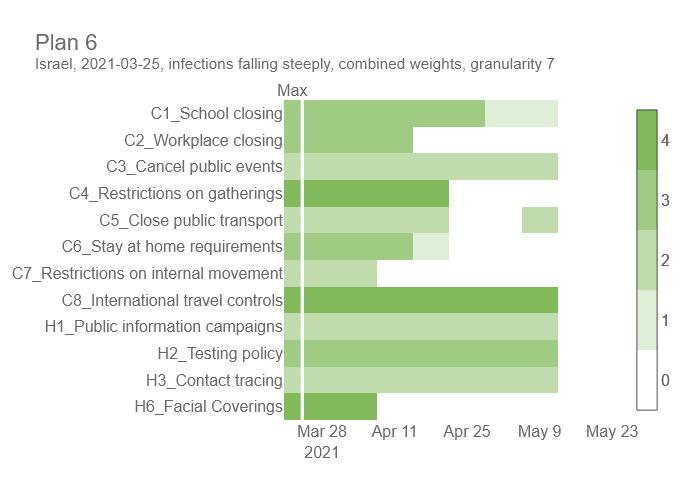 Plan 6
Israel, 2021-03-25, infections falling steeply, combined weights, granularity 7
Max
C1_School closing
C2_Workplace closing
C3_Cancel public events
C4_Restrictions on gatherings
C5_Close public transport
C6_Stay at home requirements
C7_Restrictions on internal movement
C8_International travel controls
H1_Public information campaigns
H2_Testing policy
H3_Contact tracing
H6_Facial Coverings
Mar 28 Apr 11 Apr 25 May 9 May 23
2021
4
3
2
1
0